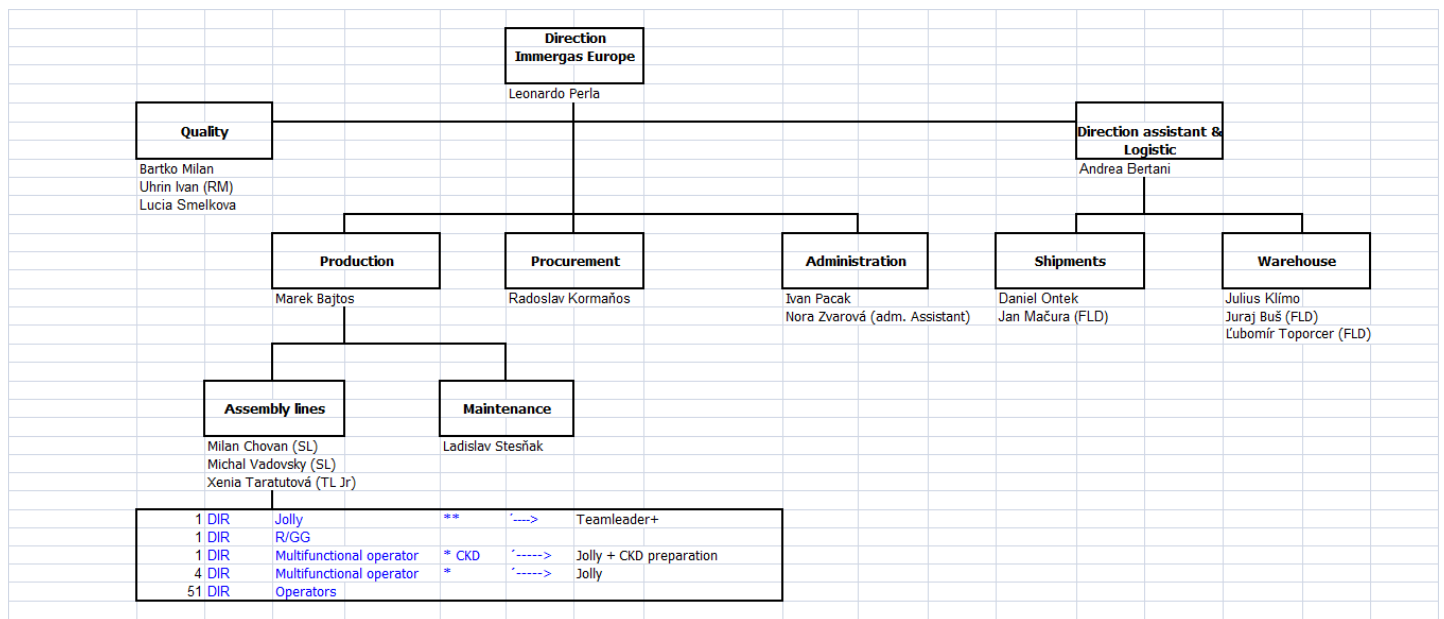 Direction
Immergas Europe
Leonardo Perla
Quality
Bartko Milan
Uhrin Ivan (RM)
Lucia Smelkova
Direction assistant &
Logistic
Andrea Bertani
Production
Marek Bajtos
Procurement
Radoslav Kormaňos
Administration
Ivan Pacak
Nora Zvarová (adm. Assistant)
Shipments
Daniel Ontek
Jan Mačura (FLD)
Warehouse
Julius Klímo
Juraj Buš (FLD)
Ľubomír Toporcer (FLD)
Assembly lines
Milan Chovan (SL)
Michal Vadovsky (SL)
Xenia Taratutová (TL Jr)
Maintenance
Ladislav Stesňak
1 DIR Jolly ** ´----> Teamleader+
1 DIR R/GG
1 DIR Multifunctional operator * CKD ´-----> Jolly + CKD preparation
4 DIR Multifunctional operator * ´-----> Jolly
51 DIR Operators